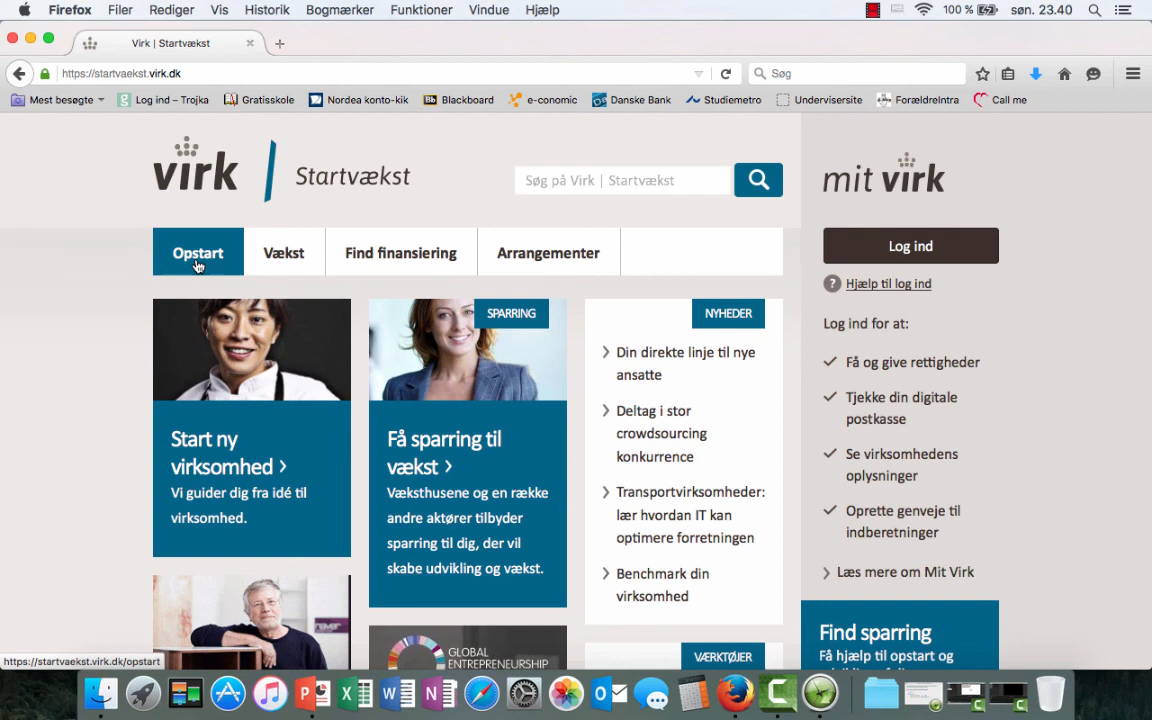 Firefox Filer Rediger Vis Historik Bogmærker Funktioner Vindue Hjælp 100 % søn. 23.40
Virk | Startvækst
https://startvaekst.virk.dk Søg
Mest besøgte Log ind – Trojka Gratisskole Nordea konto-kik Blackboard e-conomic Danske Bank Studiemetro Undervisersite ForældreIntra Call me
virk Startvækst
Søg på Virk | Startvækst
mit virk
Opstart Vækst Find finansiering Arrangementer
Log ind
Hjælp til log ind
Log ind for at:
Få og give rettigheder
Tjekke din digitale
postkasse
Se virksomhedens
oplysninger
Oprette genveje til
indberetninger
Læs mere om Mit Virk
Find sparring
Få hjælp til opstart og
Start ny
virksomhed
Vi guider dig fra idé til
virksomhed.
SPARRING
Få sparring til
vækst
Væksthusene og en række
andre aktører tilbyder
sparring til dig, der vil
skabe udvikling og vækst.
GLOBAL
ENTREPRENEURSHIP
NYHEDER
Din direkte linje til nye
ansatte
Deltag i stor
crowdsourcing
konkurrence
Transportvirksomheder:
lær hvordan IT kan
optimere forretningen
Benchmark din
virksomhed
VÆRKTØJER
https://startvaekst.virk.dk/opstart